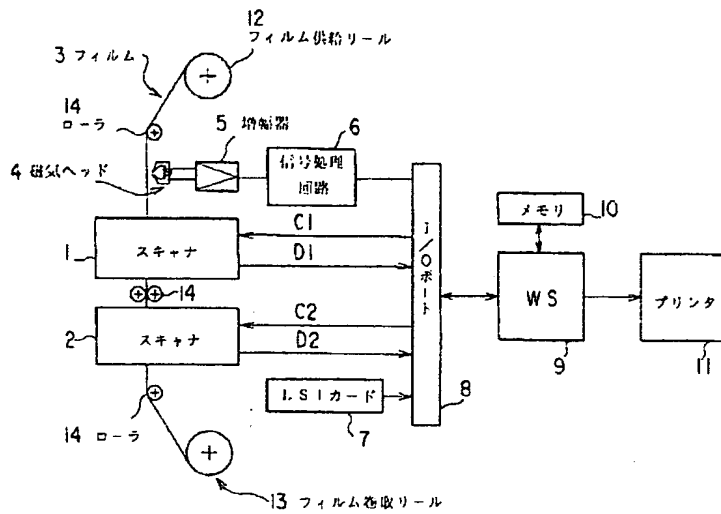 12
フィルム供給リール
3 フィルム
14
ローラ
5 増幅器
6
信号処理
回路
4 磁気ヘッド
I/Oポート
メモリ
10
C1
スキャナ
1
D1
WS
プリンタ
14
C2
スキャナ
2
D2
9
11
LSIカード
8
7
14 ローラ
13 フィルム巻取リール